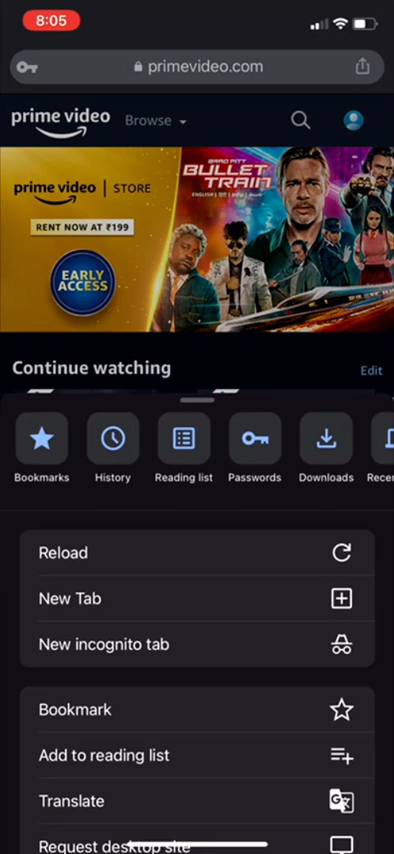 8:05
primevideo.com
prime video
Browse
prime video | STORE
RENT NOW AT ₹199
EARLY
ACCESS
BRAD PITT
BULLET
TRAIN
Continue watching
Edit
Bookmarks
History
Reading list
Passwords
Downloads
Recen
Reload
New Tab
New incognito tab
Bookmark
Add to reading list
Translate
Request desktop site